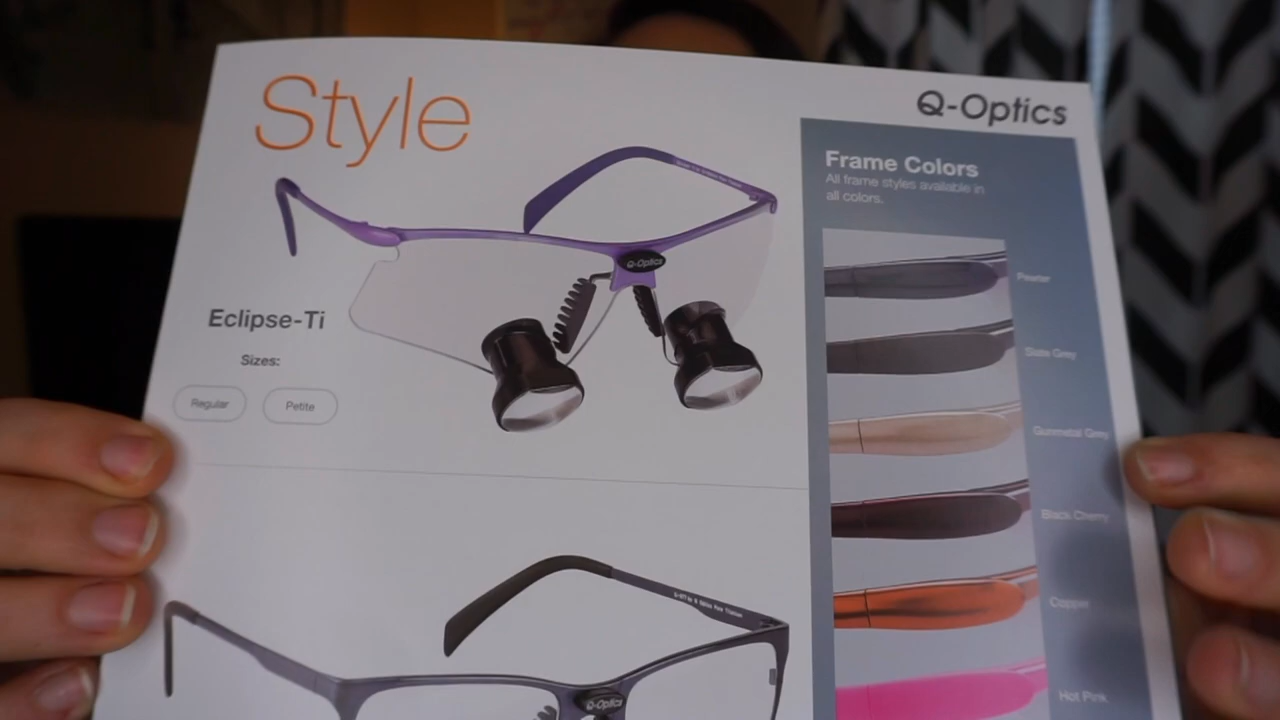 Style
Q-Optics
Frame Colors
All frame styles available in
all colors.
Q-Optics
Eclipse-Ti
Sizes:
Regular
Petite
Pewter
Slate Grey
Gunmetal Grey
Black Cherry
Copper
Hot Pink
Q-Optics